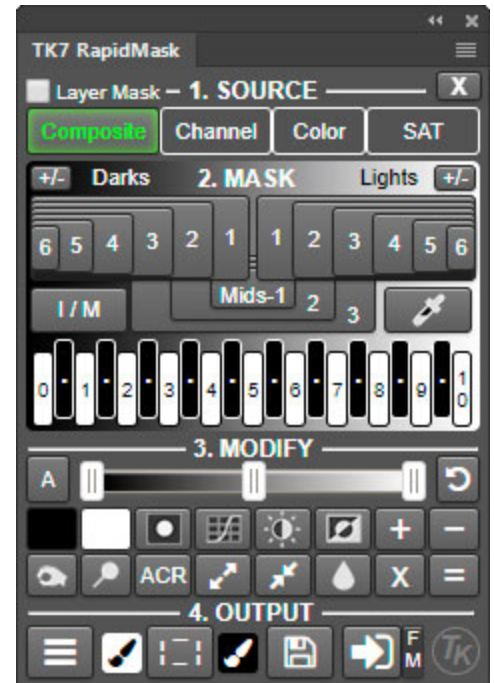 TK7 RapidMask
Layer Mask 1. SOURCE X
Composite Channel Color SAT
+/- Darks 2. MASK Lights +/-
6 5 4 3 2 1 1 2 3 4 5 6
I / M Mids-1 2 3
0 1 2 3 4 5 6 7 8 9 10
3. MODIFY
A
+ −
ACR X =
4. OUTPUT
F
M TK